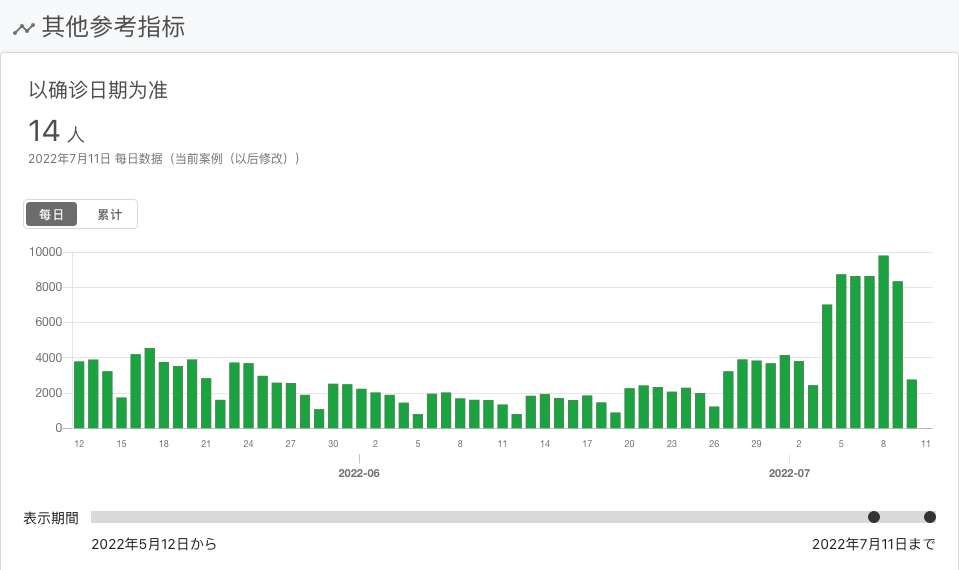 其他参考指标
以确诊日期为准
14 人
2022年7月11日 每日数据（当前案例（以后修改））
每日 累计
10000
8000
6000
4000
2000
0
12 15 18 21 24 27 30 2 5 8 11 14 17 20 23 26 29 2 5 8 11
2022-06 2022-07
表示期間
2022年5月12日から 2022年7月11日まで